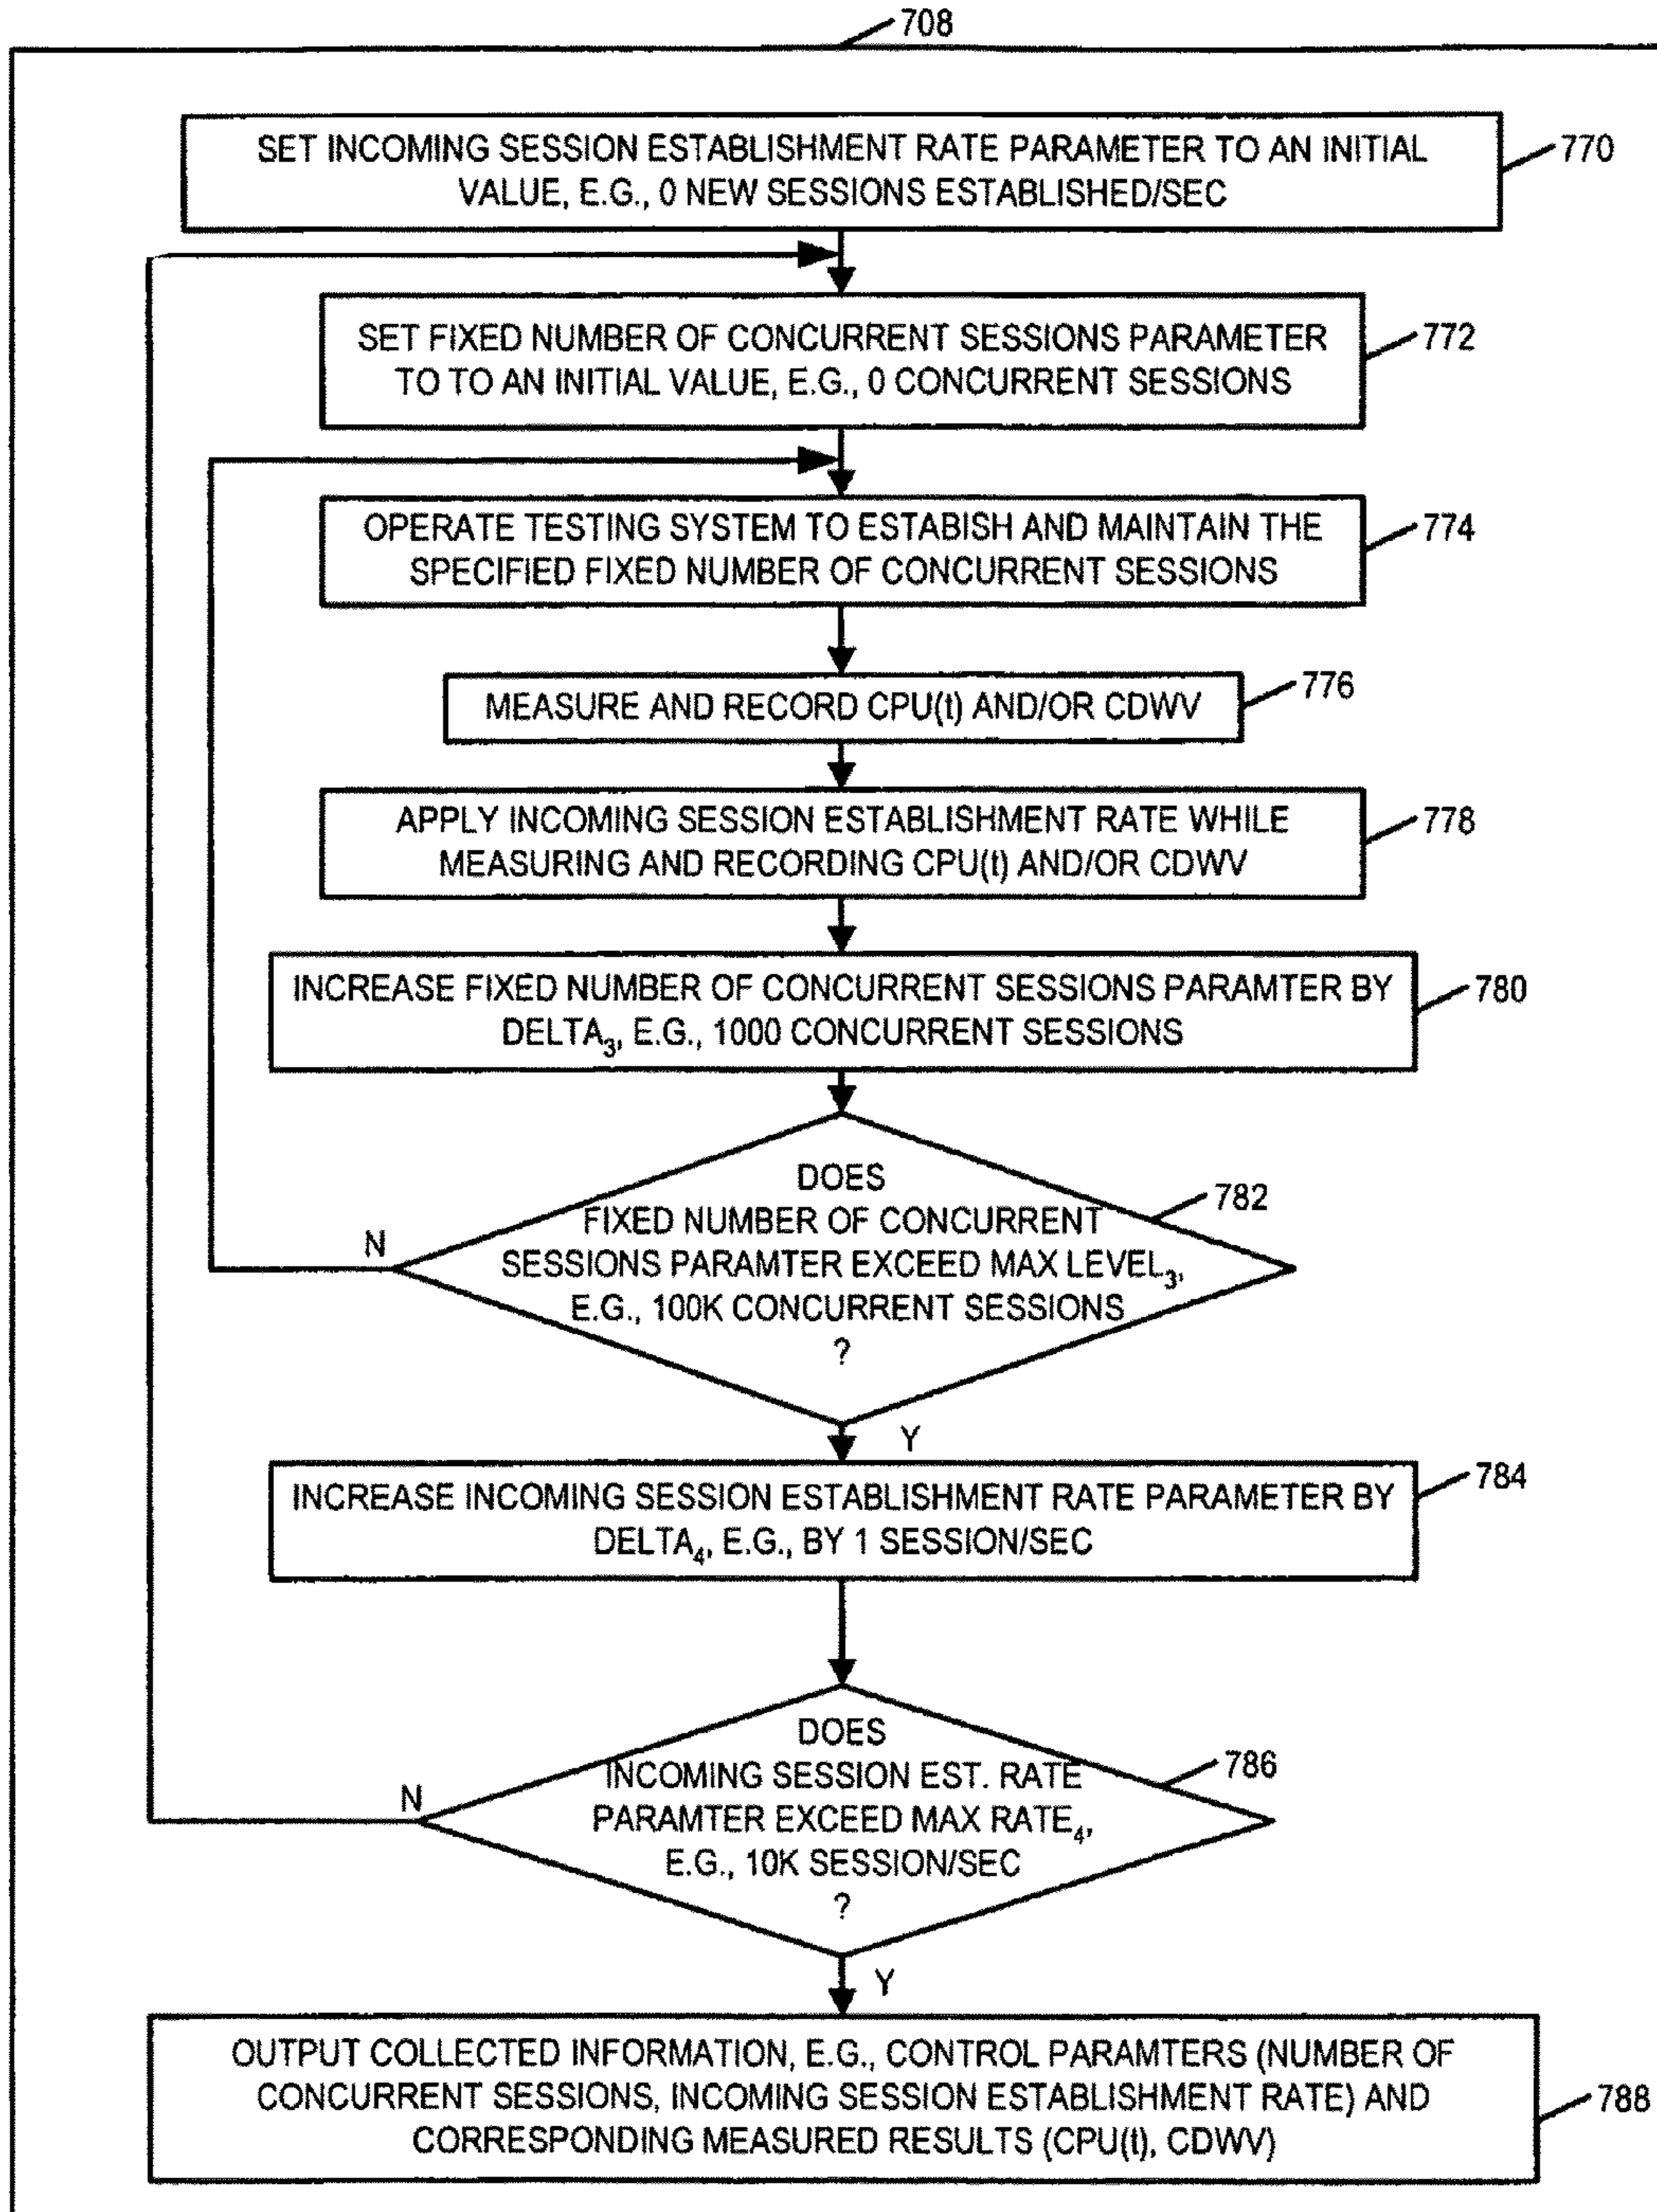 708
SET INCOMING SESSION ESTABLISHMENT RATE PARAMETER TO AN INITIAL
VALUE, E.G., 0 NEW SESSIONS ESTABLISHED/SEC
770
SET FIXED NUMBER OF CONCURRENT SESSIONS PARAMETER
TO TO AN INITIAL VALUE, E.G., 0 CONCURRENT SESSIONS
772
OPERATE TESTING SYSTEM TO ESTABISH AND MAINTAIN THE
SPECIFIED FIXED NUMBER OF CONCURRENT SESSIONS
774
MEASURE AND RECORD CPU(t) AND/OR CDWV
776
APPLY INCOMING SESSION ESTABLISHMENT RATE WHILE
MEASURING AND RECORDING CPU(t) AND/OR CDWV
778
INCREASE FIXED NUMBER OF CONCURRENT SESSIONS PARAMTER BY
DELTA₃, E.G., 1000 CONCURRENT SESSIONS
780
DOES
FIXED NUMBER OF CONCURRENT
SESSIONS PARAMTER EXCEED MAX LEVEL₃,
E.G., 100K CONCURRENT SESSIONS
?
782
N
Y
INCREASE INCOMING SESSION ESTABLISHMENT RATE PARAMETER BY
DELTA₄, E.G., BY 1 SESSION/SEC
784
DOES
INCOMING SESSION EST. RATE
PARAMTER EXCEED MAX RATE₄,
E.G., 10K SESSION/SEC
?
786
N
Y
OUTPUT COLLECTED INFORMATION, E.G., CONTROL PARAMTERS (NUMBER OF
CONCURRENT SESSIONS, INCOMING SESSION ESTABLISHMENT RATE) AND
CORRESPONDING MEASURED RESULTS (CPU(t), CDWV)
788